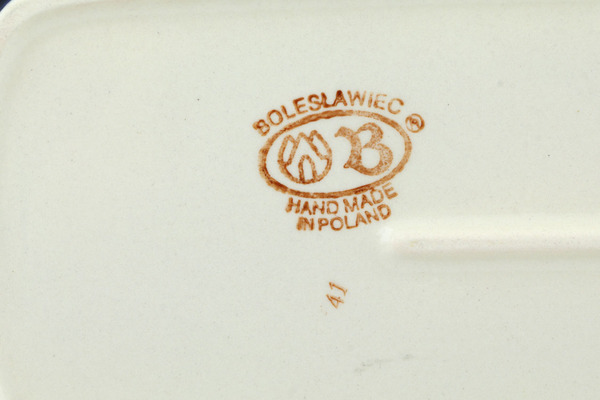 BOLESŁAWIEC ®
B
HAND MADE
IN POLAND
41